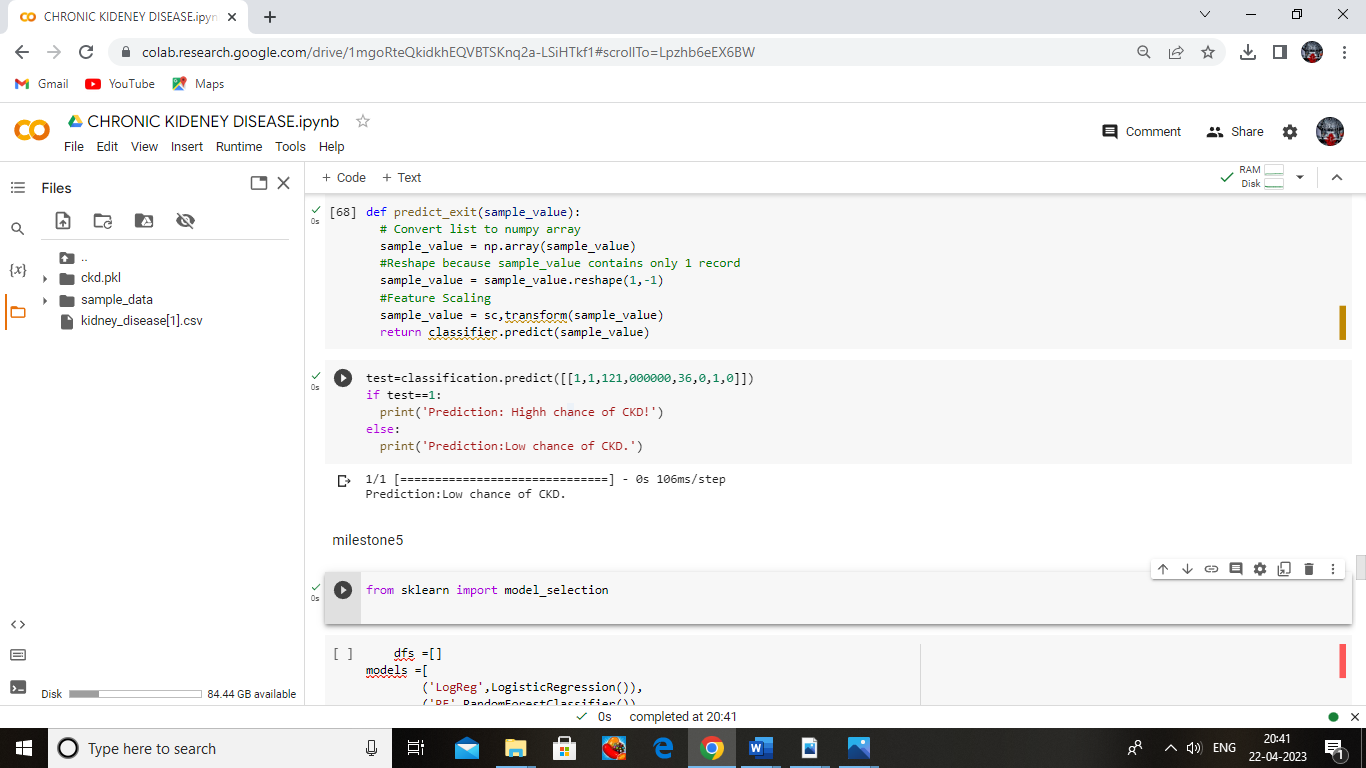 CHRONIC KIDENEY DISEASE.ipyn
colab.research.google.com/drive/1mgoRteQkidkhEQVBTSKnq2a-LSiHTkf1#scrollTo=Lpzhb6eEX6BW
Gmail YouTube Maps
CHRONIC KIDENEY DISEASE.ipynb
File Edit View Insert Runtime Tools Help
Comment Share
Files
+ Code + Text
RAM
Disk
..
ckd.pkl
sample_data
kidney_disease[1].csv
{x}
0s
[68] def predict_exit(sample_value):
# Convert list to numpy array
sample_value = np.array(sample_value)
#Reshape because sample_value contains only 1 record
sample_value = sample_value.reshape(1,-1)
#Feature Scaling
sample_value = sc,transform(sample_value)
return classifier.predict(sample_value)
0s
test=classification.predict([[1,1,121,000000,36,0,1,0]])
if test==1:
print('Prediction: Highh chance of CKD!')
else:
print('Prediction:Low chance of CKD.')
1/1 [==============================] - 0s 106ms/step
Prediction:Low chance of CKD.
milestone5
0s
from sklearn import model_selection
[ ] dfs =[]
models =[
('LogReg',LogisticRegression()),
('RF',RandomForestClassifier())
<>
Disk 84.44 GB available
0s completed at 20:41
Type here to search
W
ENG
20:41
22-04-2023
1